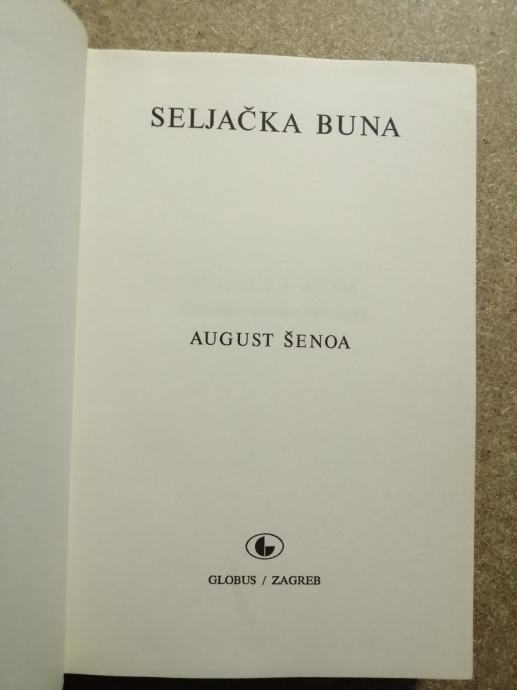 SELJAČKA BUNA
AUGUST ŠENOA
GLOBUS / ZAGREB